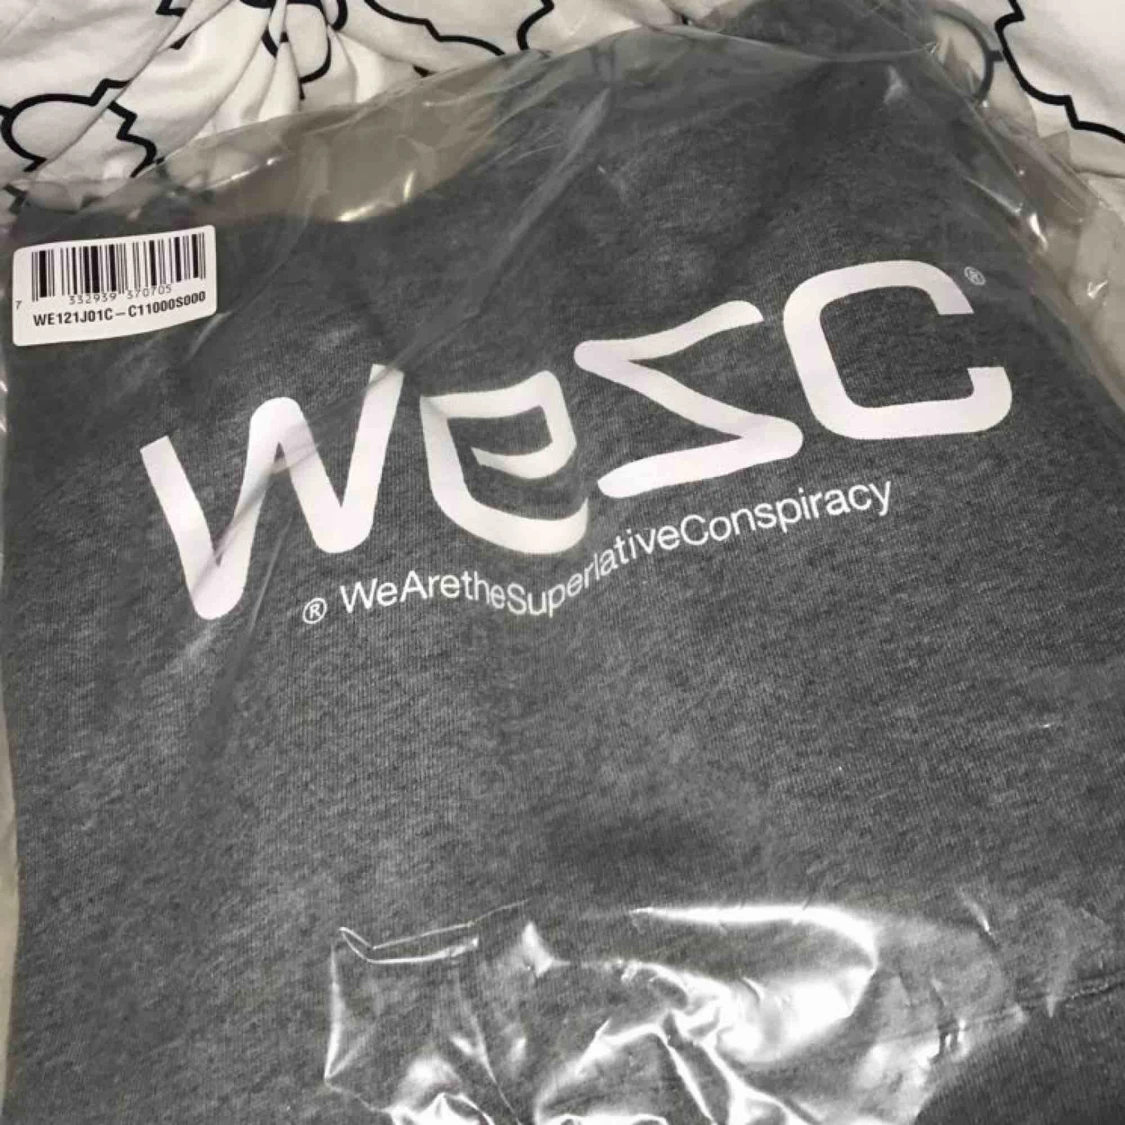 7 332939 370705
WE121J01C-C11000S000
wesc®
® WeAretheSuperlativeConspiracy